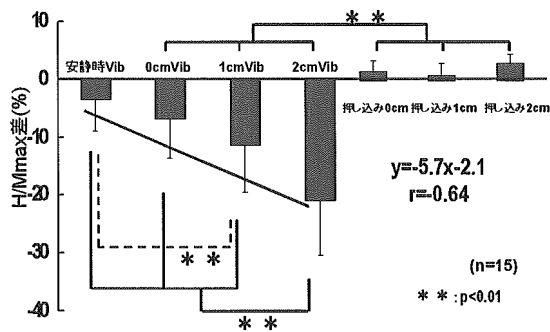 10
0
-10
-20
-30
-40
H/Mmax差(%)
安静時Vib 0cmVib 1cmVib 2cmVib
押し込み0cm 押し込み1cm 押し込み2cm
＊＊
y=-5.7x-2.1
r=-0.64
＊＊
＊＊
(n=15)
＊＊:p<0.01